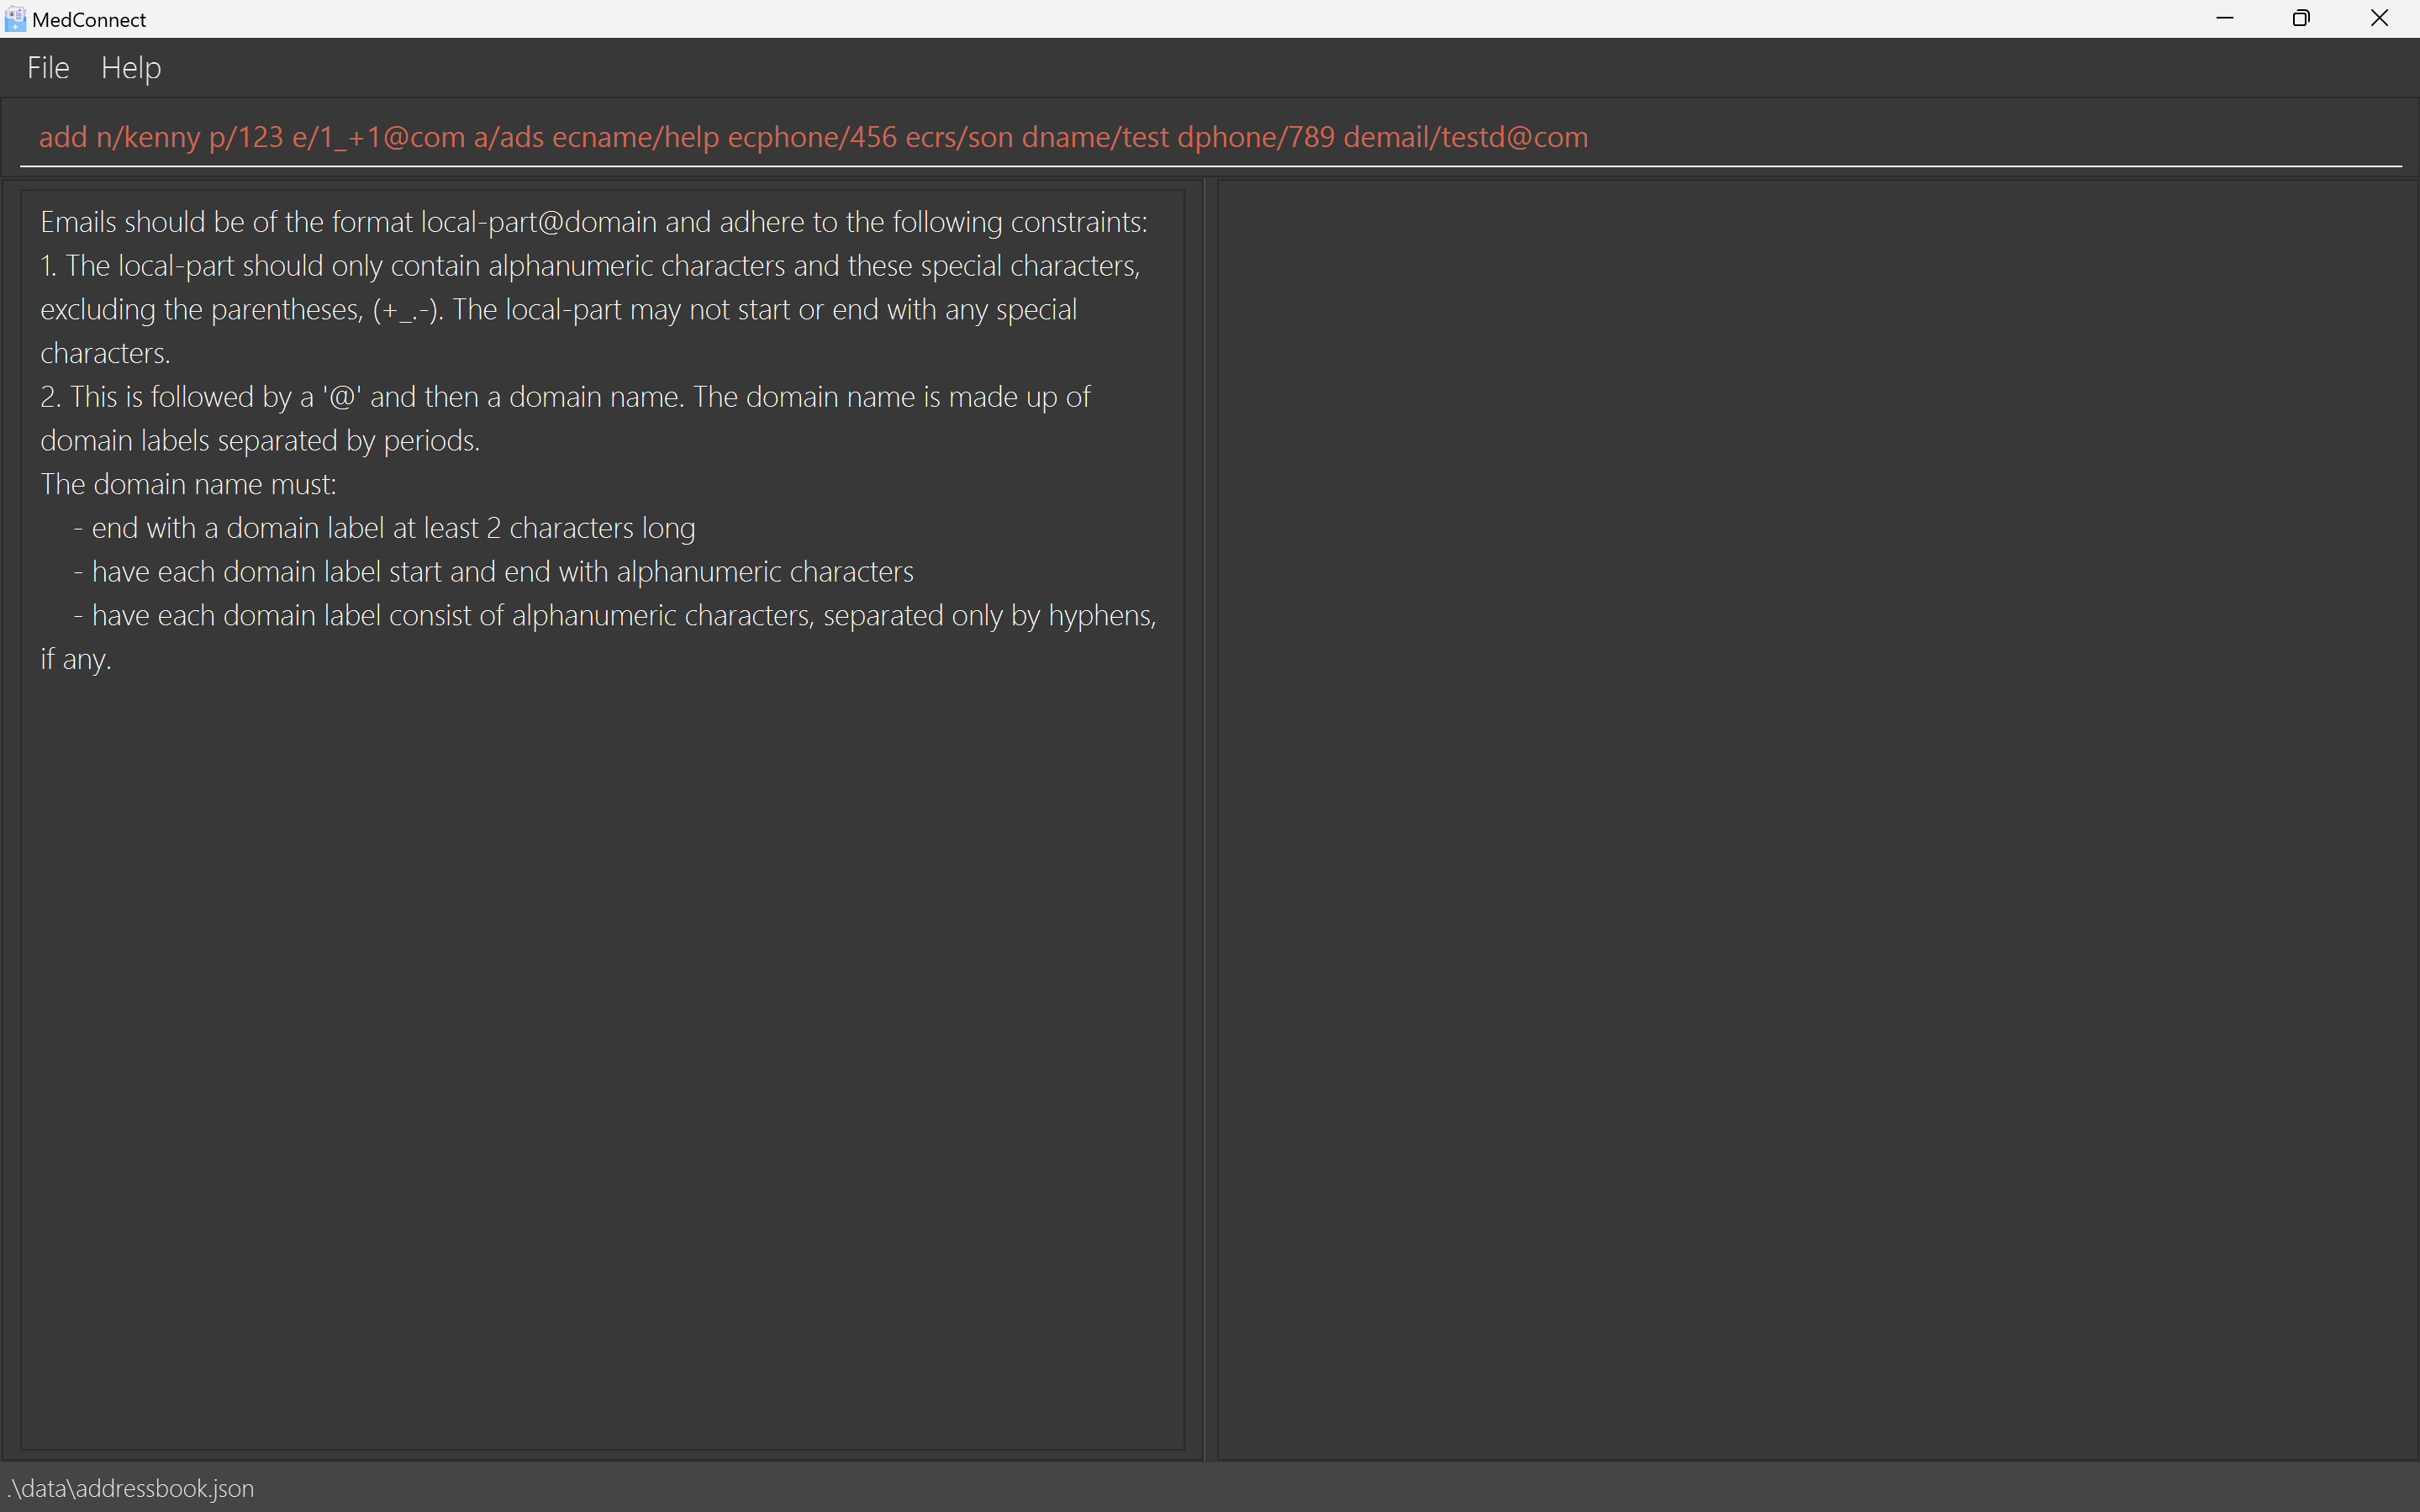 MedConnect
File Help
add n/kenny p/123 e/1_+1@com a/ads ecname/help ecphone/456 ecrs/son dname/test dphone/789 demail/testd@com
Emails should be of the format local-part@domain and adhere to the following constraints:
1. The local-part should only contain alphanumeric characters and these special characters,
excluding the parentheses, (+_.-). The local-part may not start or end with any special
characters.
2. This is followed by a '@' and then a domain name. The domain name is made up of
domain labels separated by periods.
The domain name must:
- end with a domain label at least 2 characters long
- have each domain label start and end with alphanumeric characters
- have each domain label consist of alphanumeric characters, separated only by hyphens,
if any.
.\data\addressbook.json